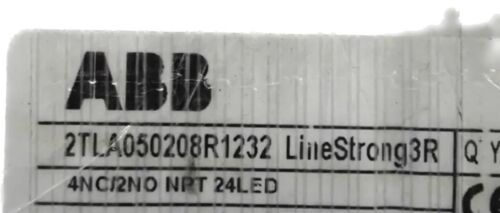 ABB
2TLA050208R1232 LineStrong3R Q Y
4NC/2NO NPT 24LED
C